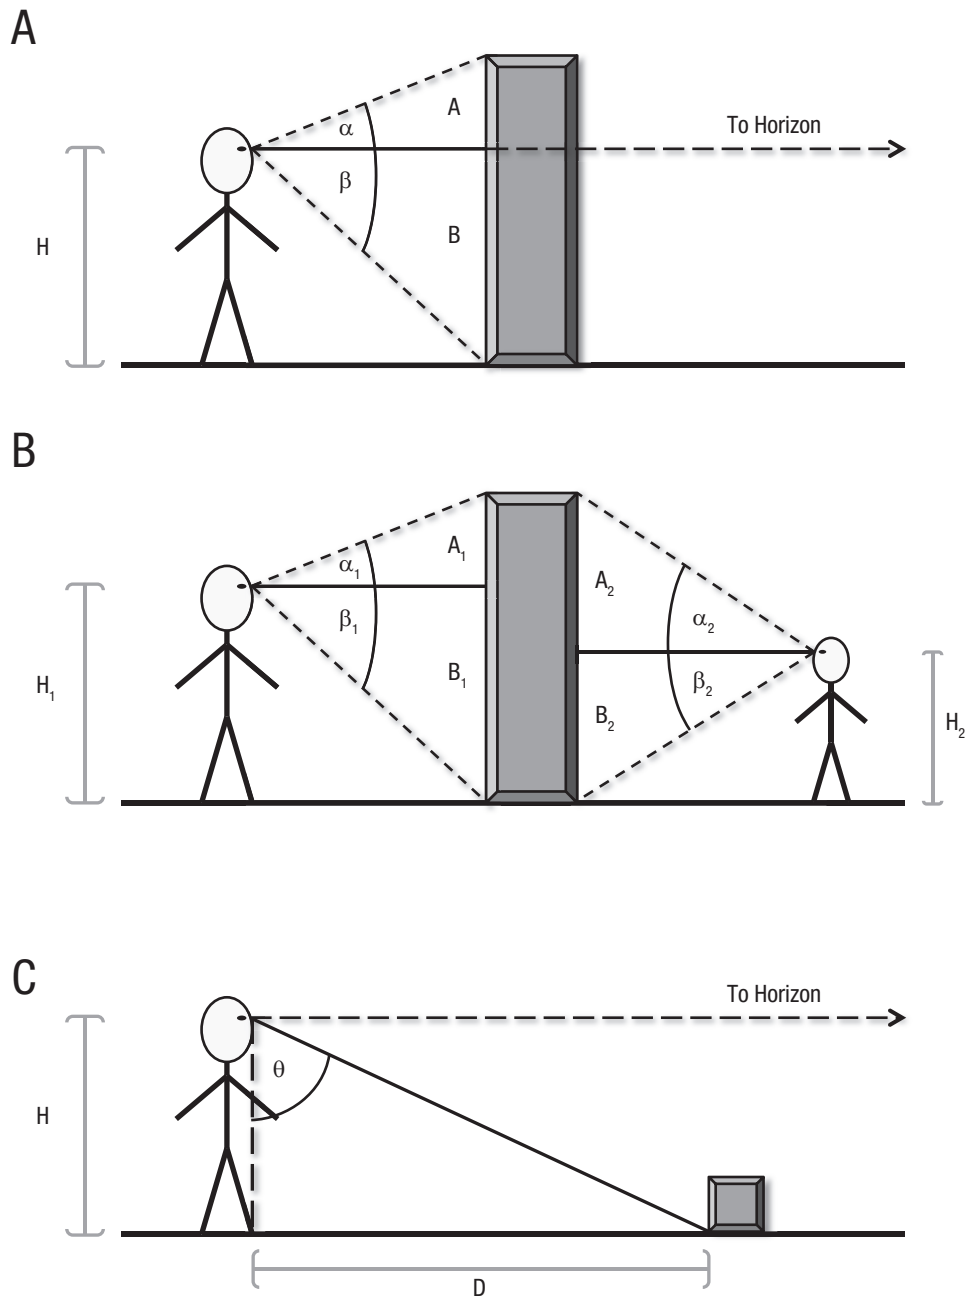 A
A
α
To Horizon
β
H
B
B
A₁
α₁
A₂
β₁
α₂
H₁
B₁
β₂
B₂
H₂
C
To Horizon
θ
H
D